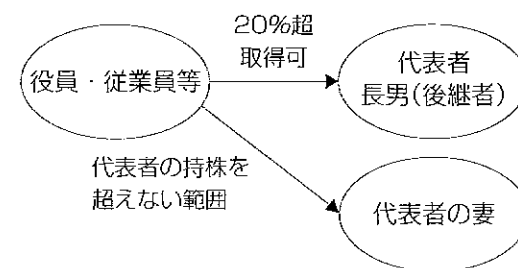 20%超
取得可
役員・従業員等
代表者
長男(後継者)
代表者の持株を
超えない範囲
代表者の妻